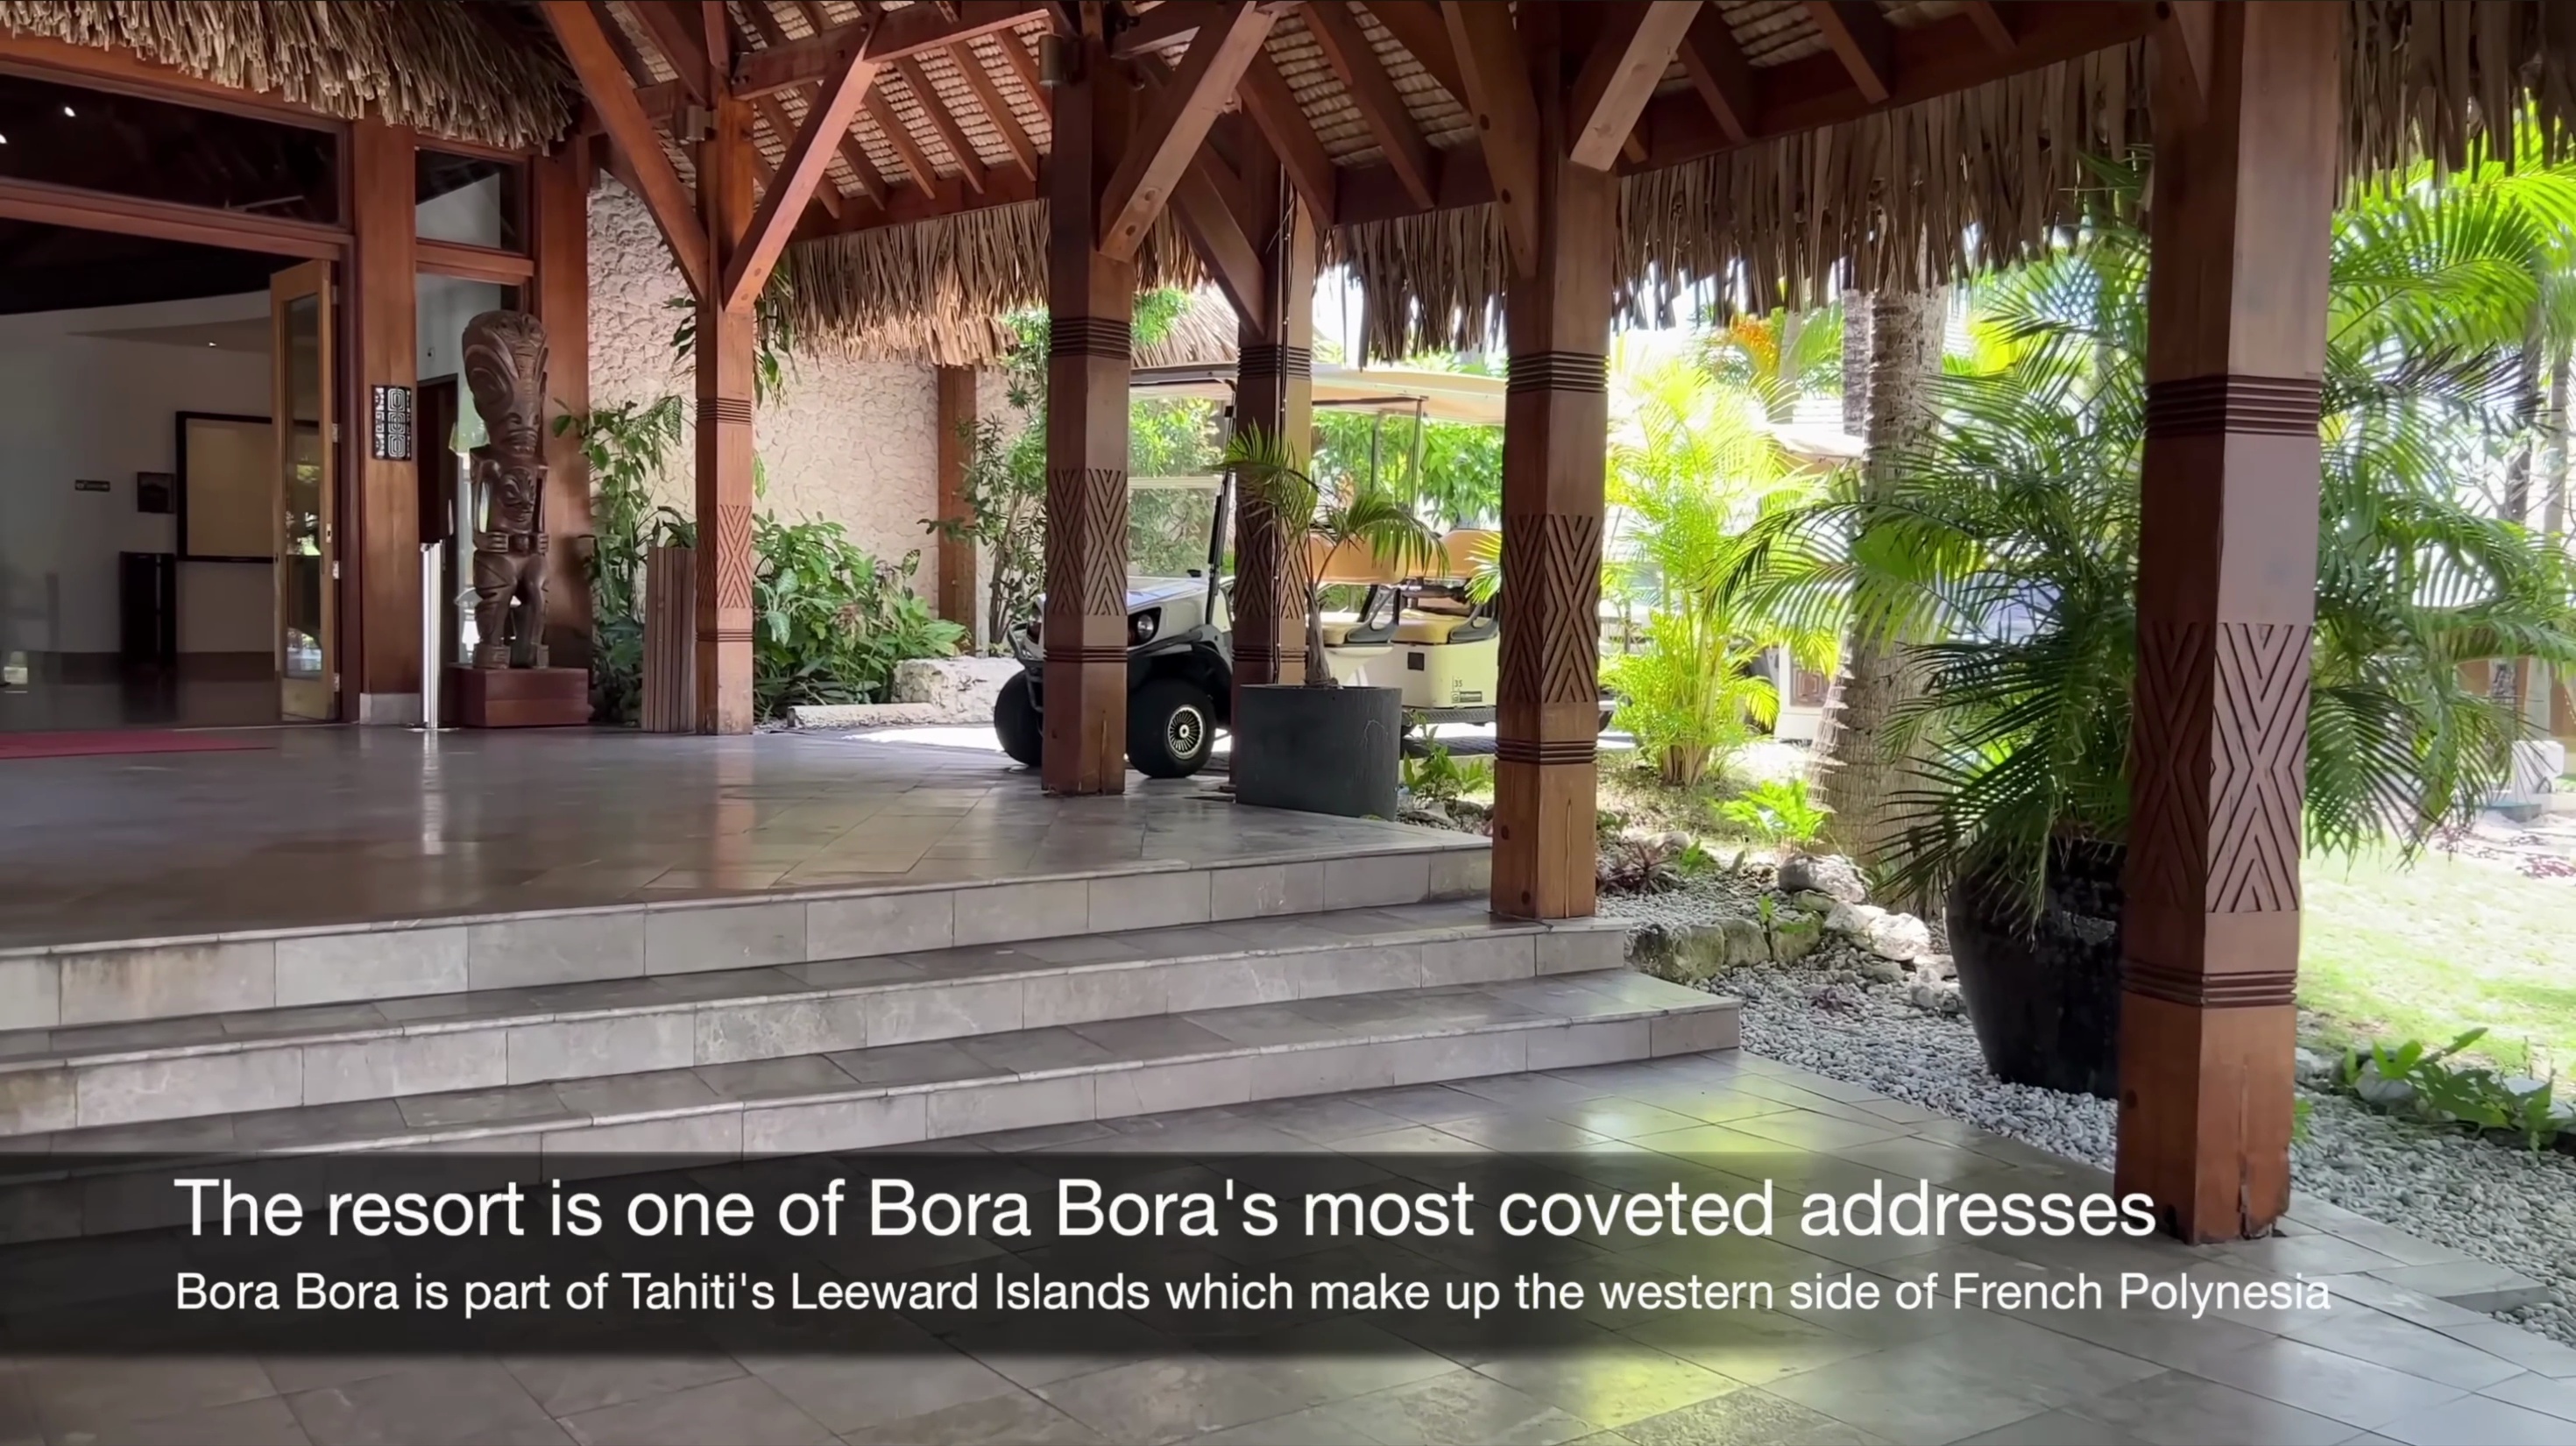 The resort is one of Bora Bora's most coveted addresses
Bora Bora is part of Tahiti's Leeward Islands which make up the western side of French Polynesia
35